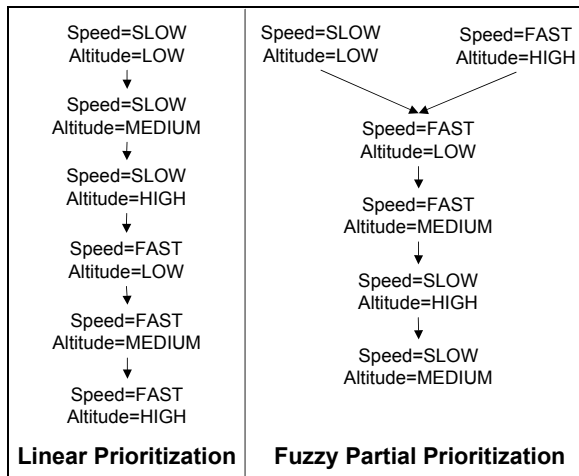 Speed=SLOW
Altitude=LOW
Speed=SLOW
Altitude=MEDIUM
Speed=SLOW
Altitude=HIGH
Speed=FAST
Altitude=LOW
Speed=FAST
Altitude=MEDIUM
Speed=FAST
Altitude=HIGH
Linear Prioritization
Speed=SLOW
Altitude=LOW
Speed=FAST
Altitude=HIGH
Speed=FAST
Altitude=LOW
Speed=FAST
Altitude=MEDIUM
Speed=SLOW
Altitude=HIGH
Speed=SLOW
Altitude=MEDIUM
Fuzzy Partial Prioritization